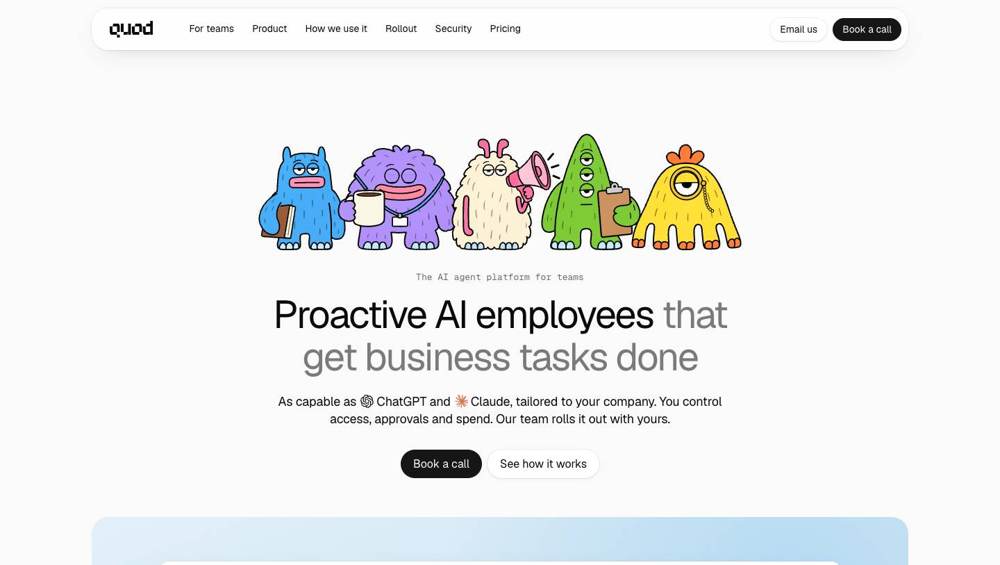 quad
For teams
Product
How we use it
Rollout
Security
Pricing
Email us
Book a call
The AI agent platform for teams
Proactive AI employees that
get business tasks done
As capable as ChatGPT and Claude, tailored to your company. You control
access, approvals and spend. Our team rolls it out with yours.
Book a call
See how it works